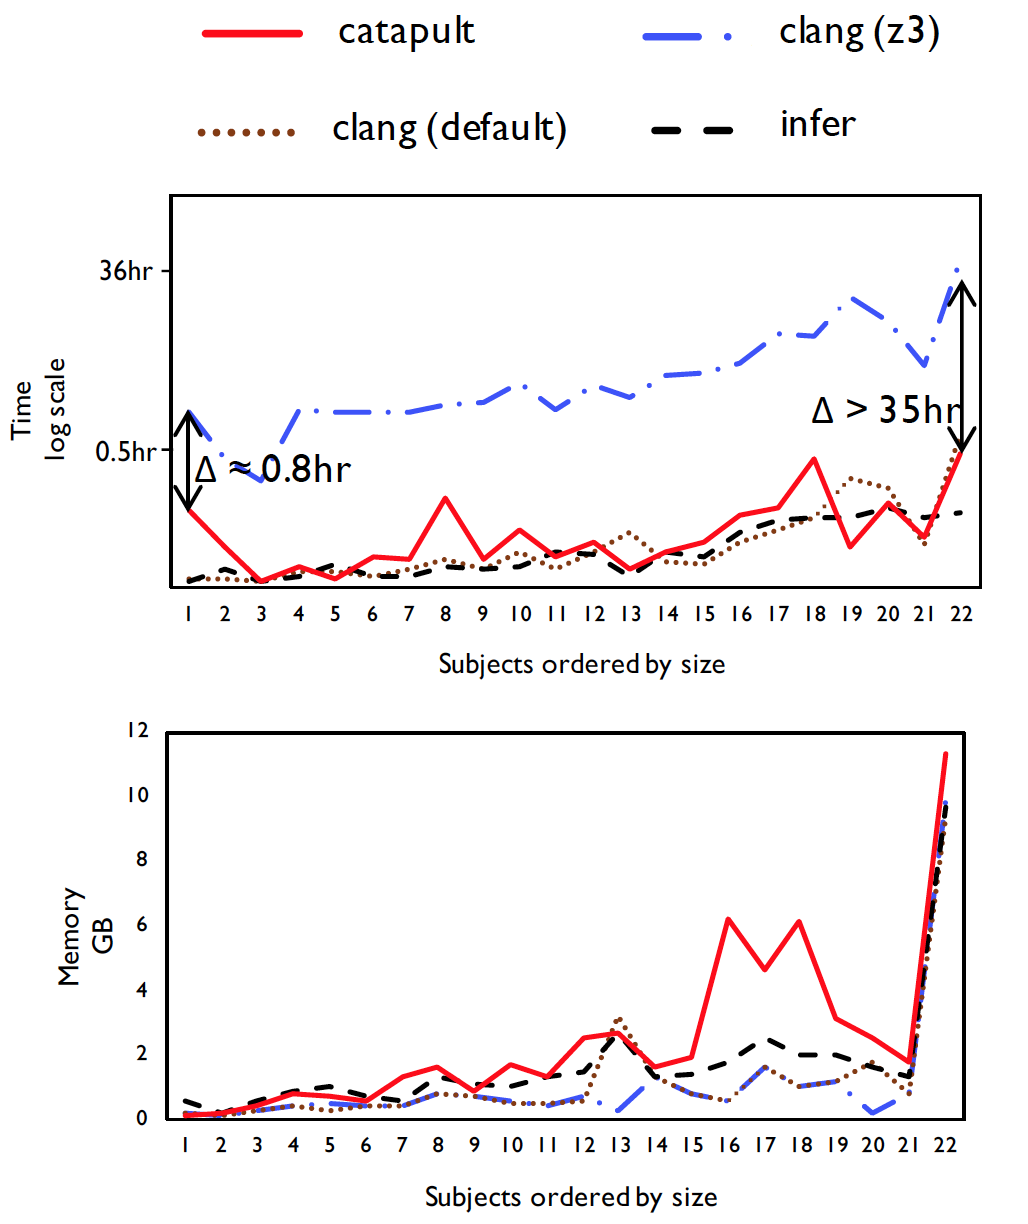 catapult
clang (z3)
clang (default)
infer
Time
log scale
36hr
0.5hr
Δ ≈ 0.8hr
Δ > 35hr
1 2 3 4 5 6 7 8 9 10 11 12 13 14 15 16 17 18 19 20 21 22
Subjects ordered by size
Memory
GB
12
10
8
6
4
2
0
1 2 3 4 5 6 7 8 9 10 11 12 13 14 15 16 17 18 19 20 21 22
Subjects ordered by size